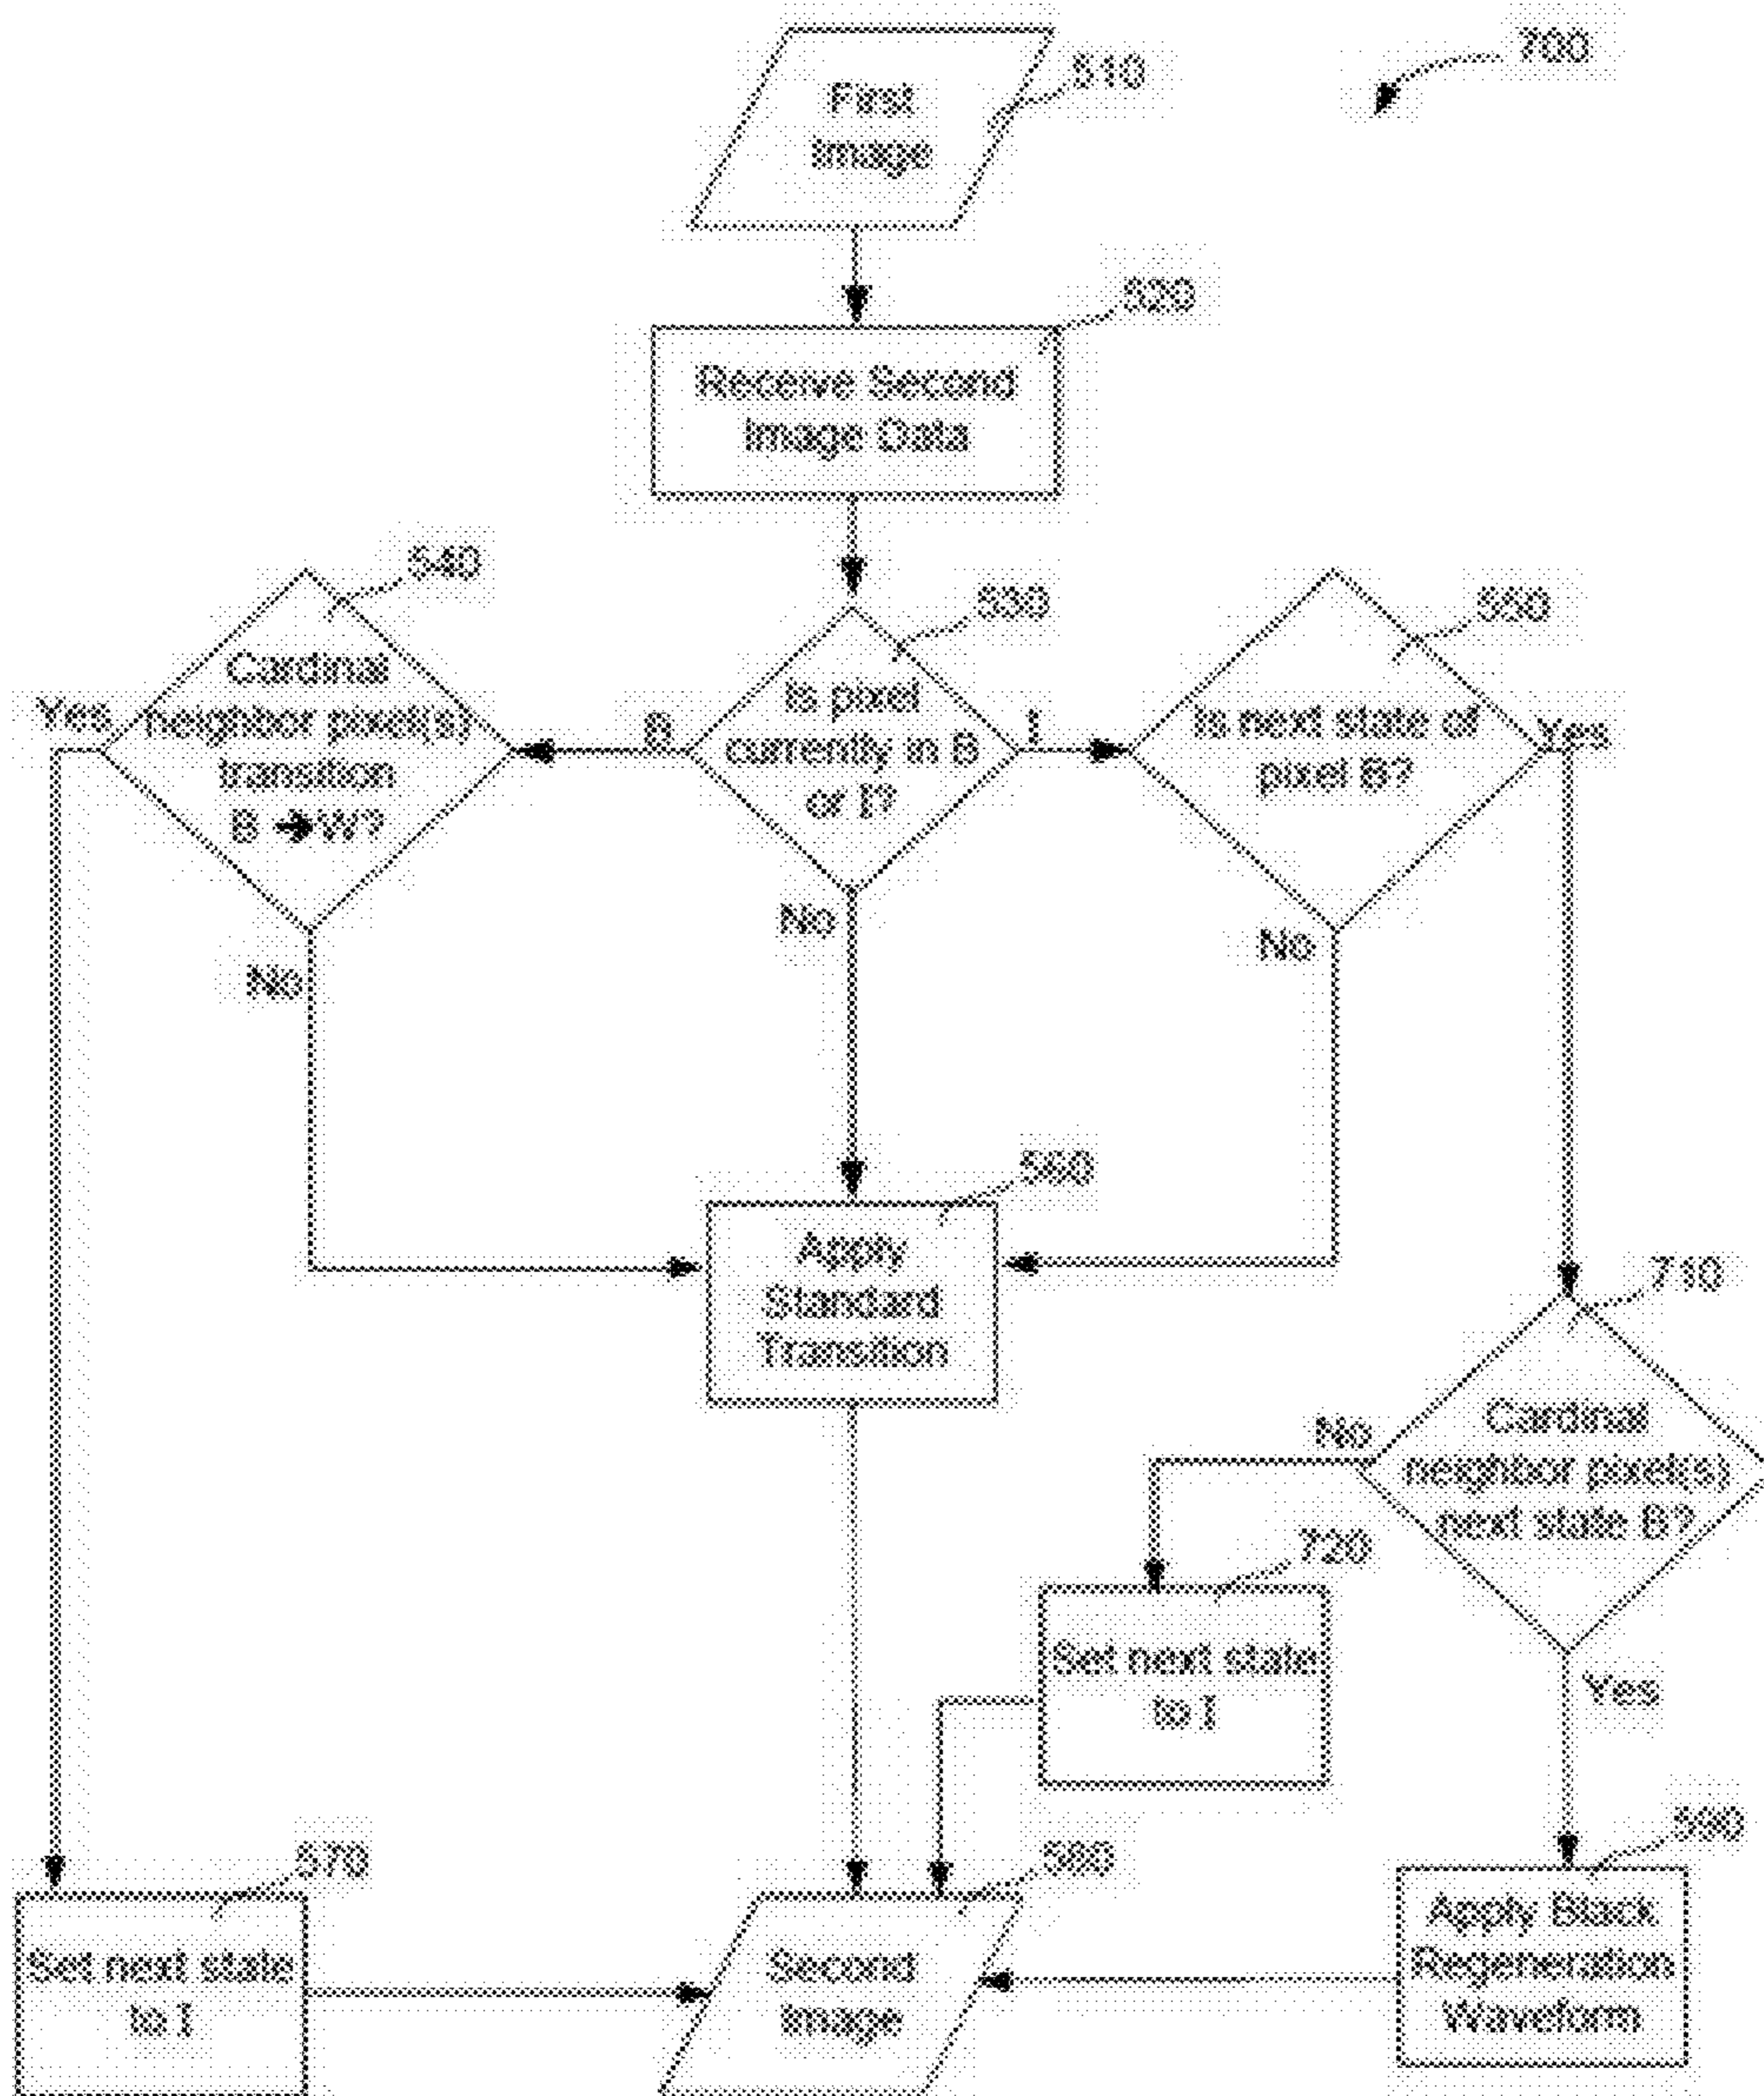 700
510
First
Image
520
Receive Second
Image Data
540
Cardinal
neighbor pixel(s)
transition
B ➔W?
Yes
No
530
Is pixel
currently in B
or I?
B
I
No
550
Is next state of
pixel B?
Yes
No
560
Apply
Standard
Transition
710
Cardinal
neighbor pixel(s)
next state B?
No
Yes
720
Set next state
to I
570
Set next state
to I
580
Second
Image
590
Apply Black
Regeneration
Waveform